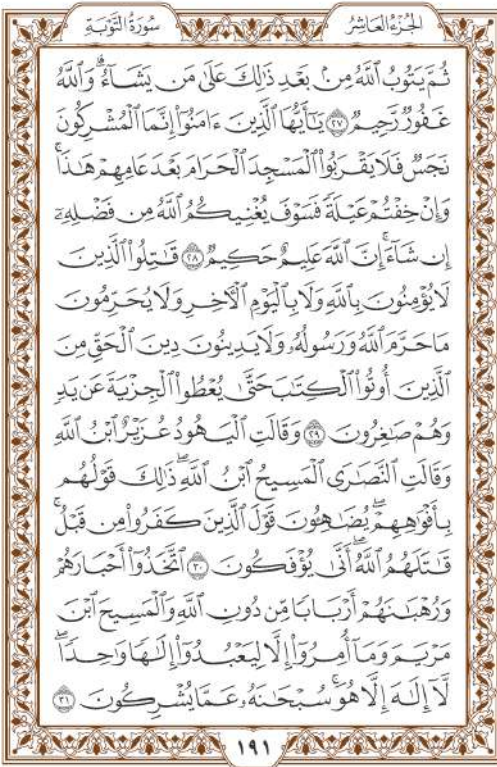 سُورَةُ التَّوْبَةِ
الجُزْءُ العَاشِرُ
ثُمَّ يَتُوبُ ٱللَّهُ مِنۢ بَعْدِ ذَٰلِكَ عَلَىٰ مَن يَشَآءُۗ وَٱللَّهُ
غَفُورٌ رَّحِيمٌ ٢٧ يَـٰٓأَيُّهَا ٱلَّذِينَ ءَامَنُوٓا۟ إِنَّمَا ٱلْمُشْرِكُونَ
نَجَسٌ فَلَا يَقْرَبُوا۟ ٱلْمَسْجِدَ ٱلْحَرَامَ بَعْدَ عَامِهِمْ هَـٰذَاۚ
وَإِنْ خِفْتُمْ عَيْلَةً فَسَوْفَ يُغْنِيكُمُ ٱللَّهُ مِن فَضْلِهِۦٓ
إِن شَآءَۚ إِنَّ ٱللَّهَ عَلِيمٌ حَكِيمٌ ٢٨ قَـٰتِلُوا۟ ٱلَّذِينَ
لَا يُؤْمِنُونَ بِٱللَّهِ وَلَا بِٱلْيَوْمِ ٱلْـَٔاخِرِ وَلَا يُحَرِّمُونَ
مَا حَرَّمَ ٱللَّهُ وَرَسُولُهُۥ وَلَا يَدِينُونَ دِينَ ٱلْحَقِّ مِنَ
ٱلَّذِينَ أُوتُوا۟ ٱلْكِتَـٰبَ حَتَّىٰ يُعْطُوا۟ ٱلْجِزْيَةَ عَن يَدٍ
وَهُمْ صَـٰغِرُونَ ٢٩ وَقَالَتِ ٱلْيَهُودُ عُزَيْرٌ ٱبْنُ ٱللَّهِ
وَقَالَتِ ٱلنَّصَـٰرَى ٱلْمَسِيحُ ٱبْنُ ٱللَّهِۖ ذَٰلِكَ قَوْلُهُم
بِأَفْوَٰهِهِمْۖ يُضَـٰهِـُٔونَ قَوْلَ ٱلَّذِينَ كَفَرُوا۟ مِن قَبْلُۚ
قَـٰتَلَهُمُ ٱللَّهُۖ أَنَّىٰ يُؤْفَكُونَ ٣٠ ٱتَّخَذُوٓا۟ أَحْبَارَهُمْ
وَرُهْبَـٰنَهُمْ أَرْبَابًا مِّن دُونِ ٱللَّهِ وَٱلْمَسِيحَ ٱبْنَ
مَرْيَمَ وَمَآ أُمِرُوٓا۟ إِلَّا لِيَعْبُدُوٓا۟ إِلَـٰهًا وَٰحِدًاۖ
لَّآ إِلَـٰهَ إِلَّا هُوَۚ سُبْحَـٰنَهُۥ عَمَّا يُشْرِكُونَ ٣١
١٩١